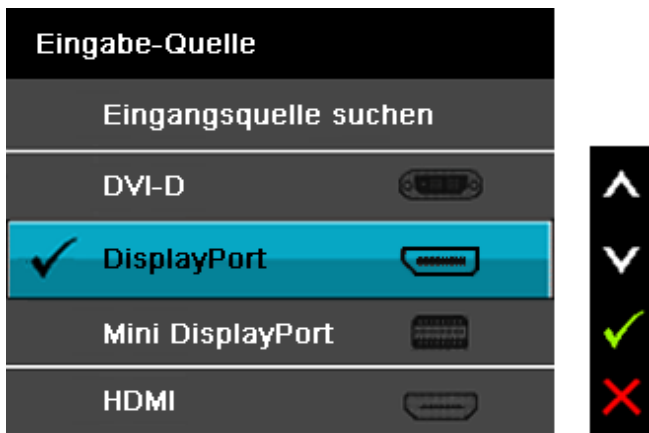 Eingabe-Quelle
Eingangsquelle suchen
DVI-D
DisplayPort
Mini DisplayPort
HDMI